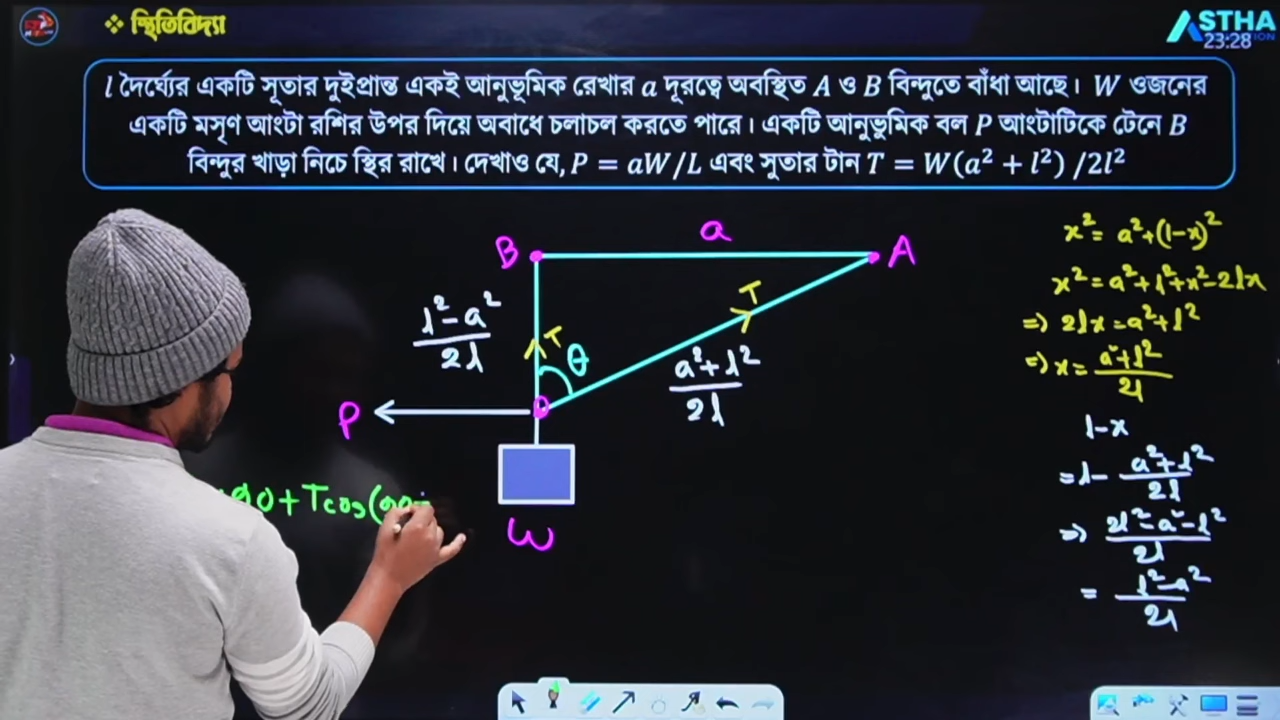 ❖ স্থিতিবিদ্যা
ASTHA
23:28
l দৈর্ঘ্যের একটি সূতার দুইপ্রান্ত একই আনুভূমিক রেখার a দূরত্বে অবস্থিত A ও B বিন্দুতে বাঁধা আছে। W ওজনের
একটি মসৃণ আংটা রশির উপর দিয়ে অবাধে চলাচল করতে পারে। একটি আনুভুমিক বল P আংটাটিকে টেনে B
বিন্দুর খাড়া নিচে স্থির রাখে। দেখাও যে, P = aW/L এবং সুতার টান T = W(a² + l²) /2l²
B
a
A
T
T
θ
(l²-a²)/2l
(a²+l²)/2l
P
W
90+Tcos(
x² = a²+(l-x)²
x² = a²+l²+x²-2lx
⇒ 2lx = a²+l²
⇒ x = (a²+l²)/2l
l-x
= l - (a²+l²)/2l
⇒ (2l²-a²-l²)/2l
= (l²-a²)/2l